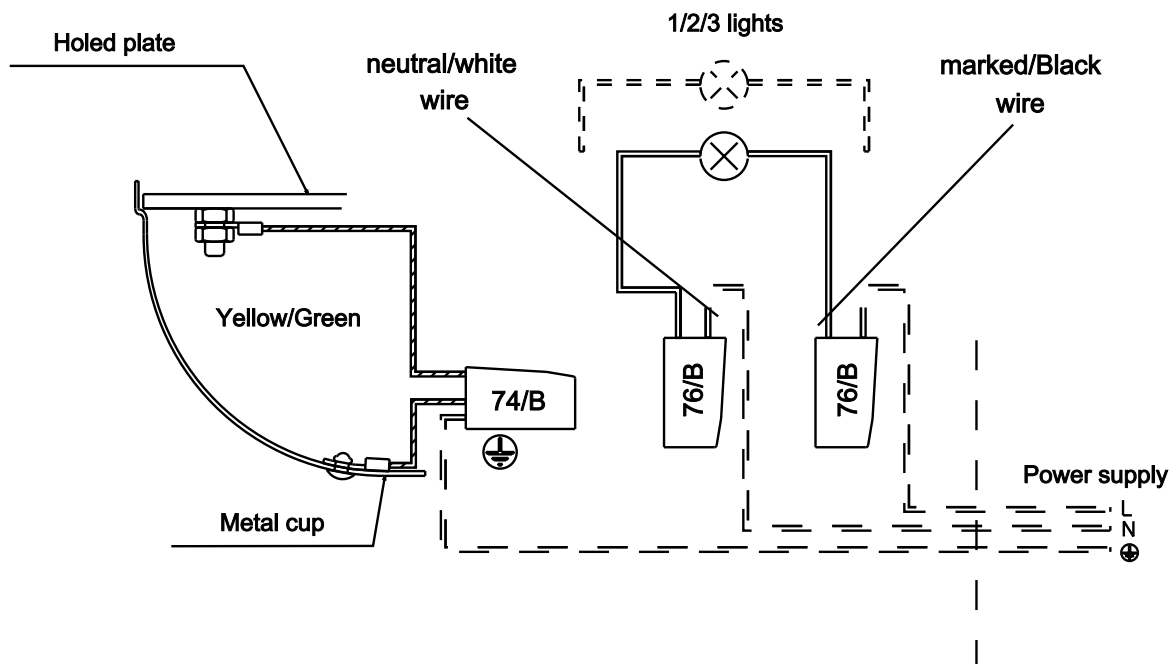 1/2/3 lights
Holed plate
neutral/white
wire
marked/Black
wire
Yellow/Green
74/B
76/B
76/B
Power supply
L
N
Metal cup